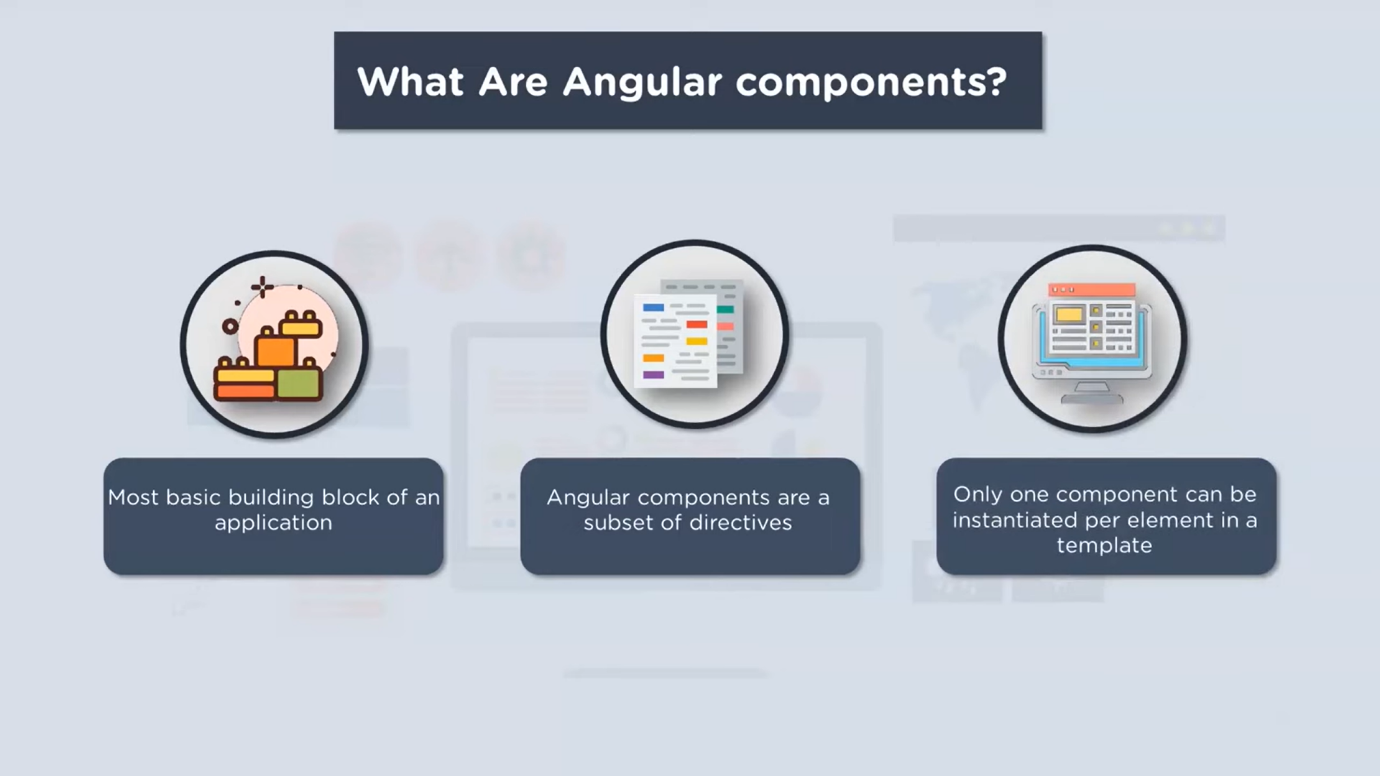 What Are Angular components?
Most basic building block of an
application
Angular components are a
subset of directives
Only one component can be
instantiated per element in a
template